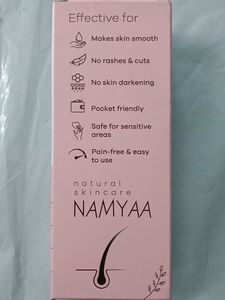 Effective for
Makes skin smooth
No rashes & cuts
No skin darkening
Pocket friendly
Safe for sensitive
areas
Pain-free & easy
to use
natural
skincare
NAMYAA